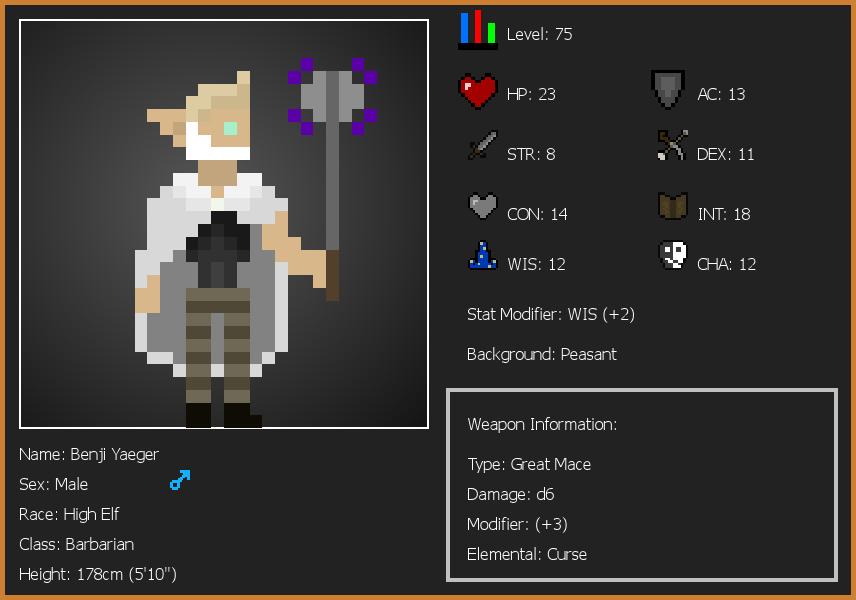 Level: 75
HP: 23
AC: 13
STR: 8
DEX: 11
CON: 14
INT: 18
WIS: 12
CHA: 12
Stat Modifier: WIS (+2)
Background: Peasant
Weapon Information:
Type: Great Mace
Damage: d6
Modifier: (+3)
Elemental: Curse
Name: Benji Yaeger
Sex: Male
Race: High Elf
Class: Barbarian
Height: 178cm (5'10")